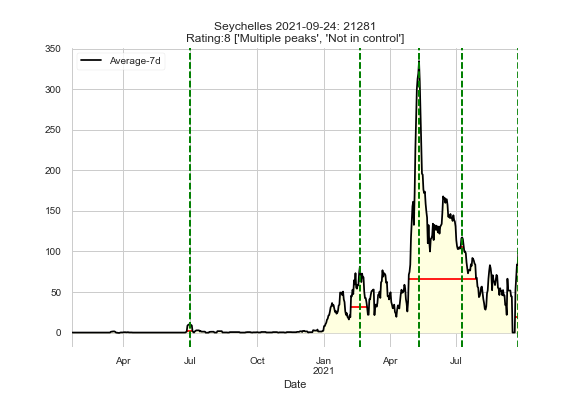 Seychelles 2021-09-24: 21281
Rating:8 ['Multiple peaks', 'Not in control']
350
300
250
200
150
100
50
0
Average-7d
Apr
Jul
Oct
Jan
2021
Apr
Jul
Date